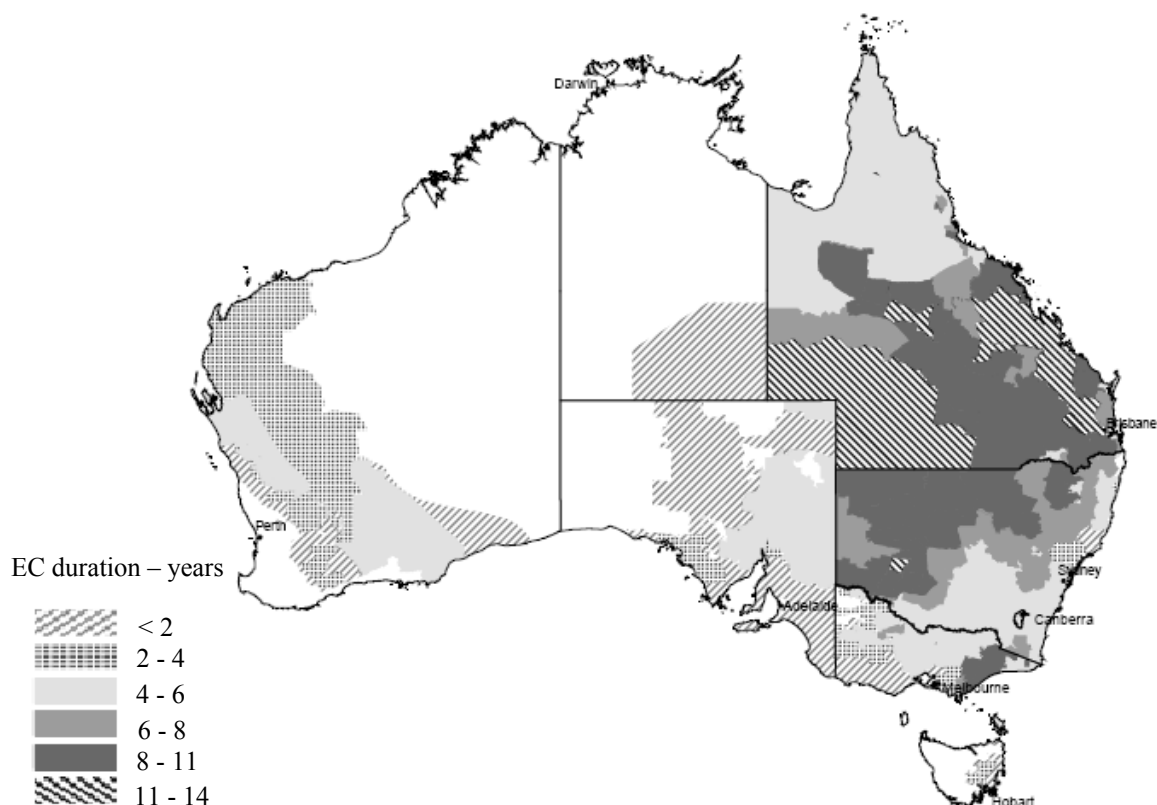 Darwin
Brisbane
Perth
Sydney
EC duration – years
Adelaide
Canberra
< 2
2 - 4
Melbourne
4 - 6
6 - 8
8 - 11
11 - 14
Hobart